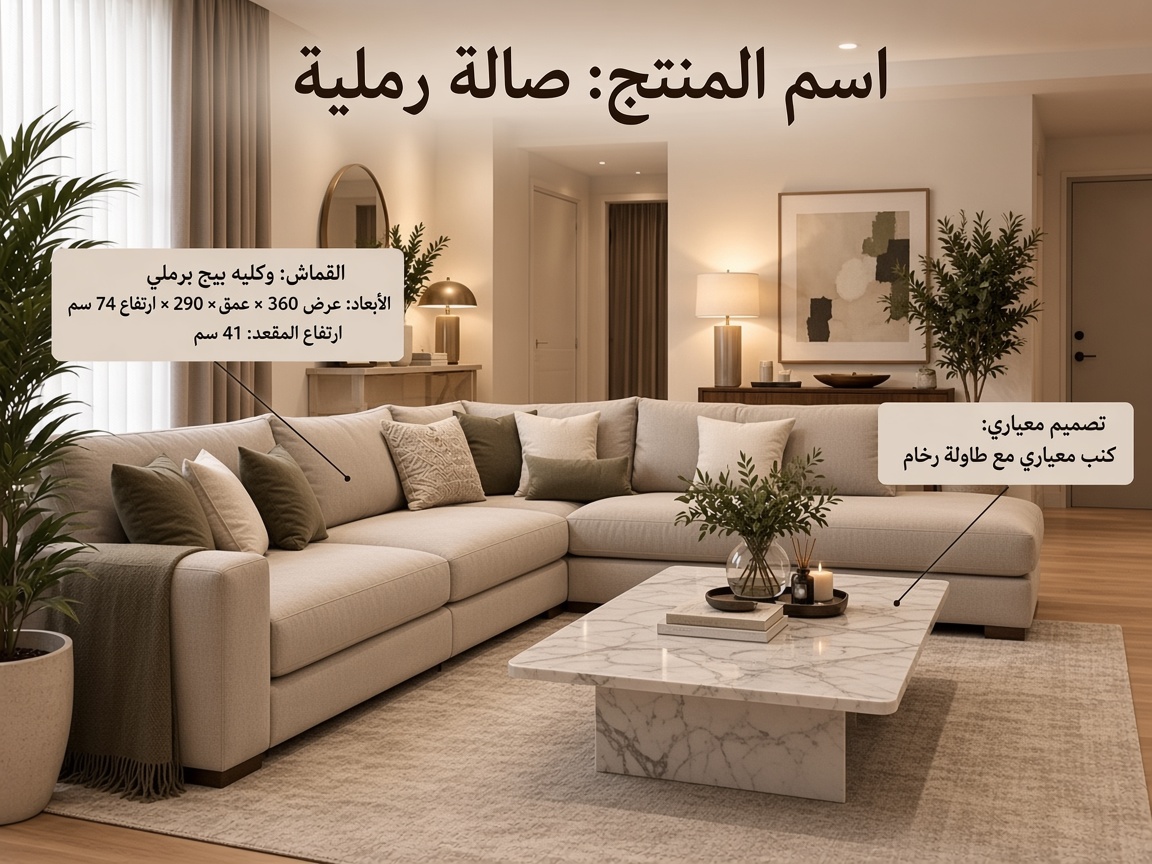 اسم المنتج: صالة رملية
القماش: وكليه بيج برملي
الأبعاد: عرض 360 × عمق× 290 × ارتفاع 74 سم
ارتفاع المقعد: 41 سم
تصميم معياري:
كنب معياري مع طاولة رخام